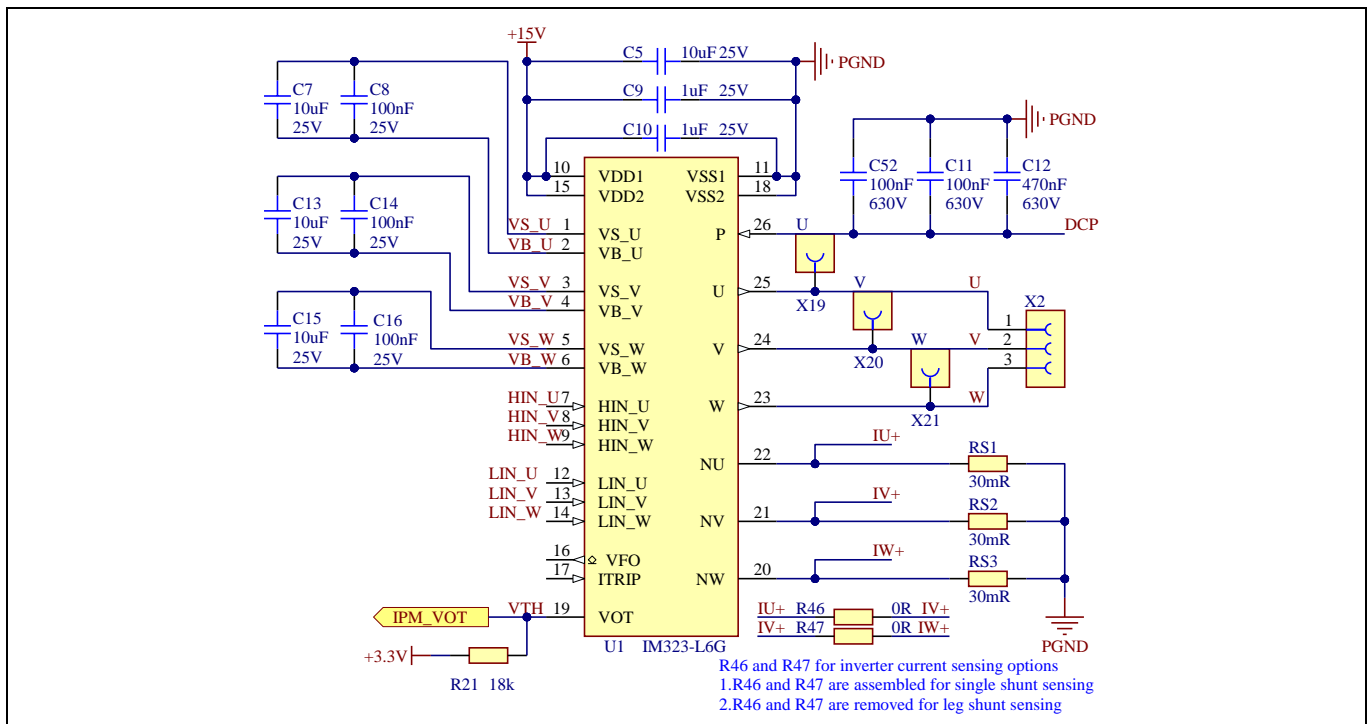 +15V
C5 10uF 25V
PGND
C9 1uF 25V
C10 1uF 25V
C7
10uF
25V
C8
100nF
25V
C13
10uF
25V
C14
100nF
25V
C15
10uF
25V
C16
100nF
25V
PGND
C52
100nF
630V
C11
100nF
630V
C12
470nF
630V
DCP
10 VDD1
15 VDD2
VS_U 1 VS_U
VB_U 2 VB_U
VS_V 3 VS_V
VB_V 4 VB_V
VS_W 5 VS_W
VB_W 6 VB_W
HIN_U 7 HIN_U
HIN_V 8 HIN_V
HIN_W 9 HIN_W
LIN_U 12 LIN_U
LIN_V 13 LIN_V
LIN_W 14 LIN_W
16 VFO
17 ITRIP
IPM_VOT VTH 19 VOT
+3.3V
R21 18k
VSS1 11
VSS2 18
P 26
U 25
V 24
W 23
NU 22
NV 21
NW 20
U1 IM323-L6G
U
X19
V
X20
W
X21
U
V
W
X2
1
2
3
IU+
RS1
30mR
IV+
RS2
30mR
IW+
RS3
30mR
PGND
IU+ R46 0R IV+
IV+ R47 0R IW+
R46 and R47 for inverter current sensing options
1.R46 and R47 are assembled for single shunt sensing
2.R46 and R47 are removed for leg shunt sensing